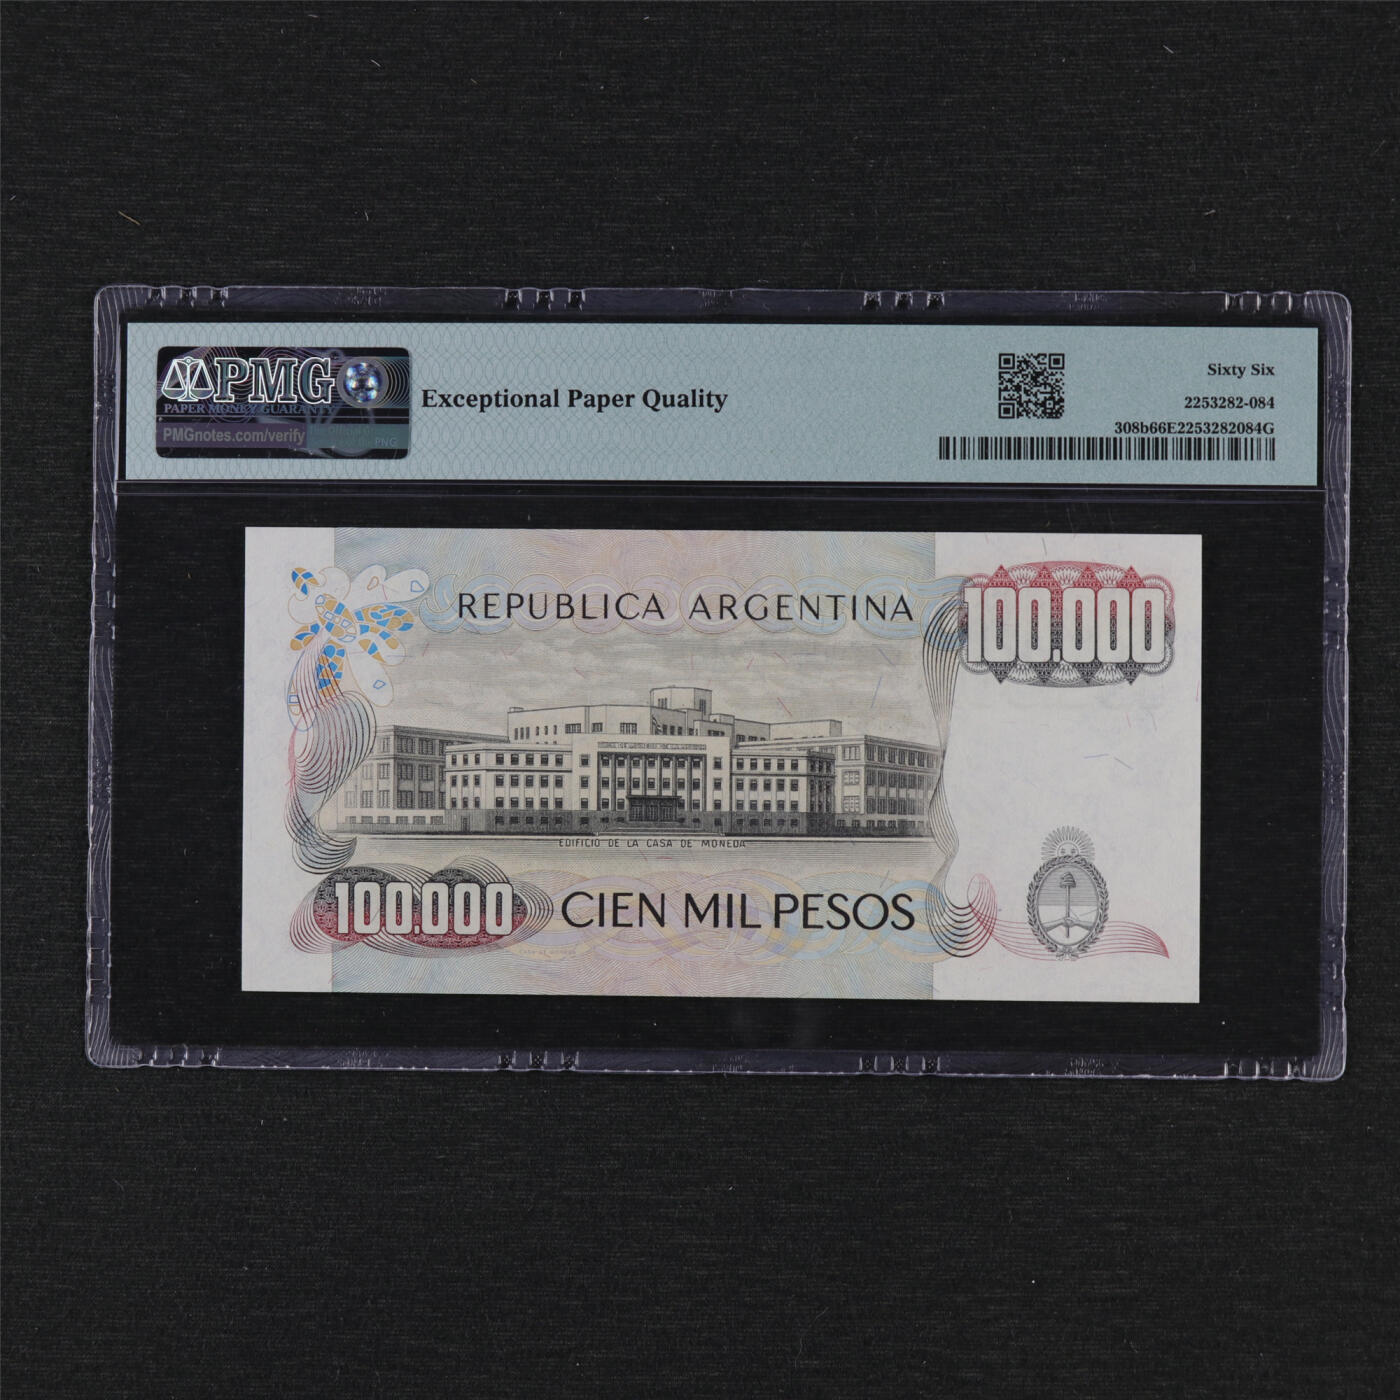 PMG
PAPER MONEY GUARANTY
PMGnotes.com/verify
Exceptional Paper Quality
Sixty Six
2253282-084
308b66E2253282084G
REPUBLICA ARGENTINA
100.000
EDIFICIO DE LA CASA DE MONEDA
100.000
CIEN MIL PESOS